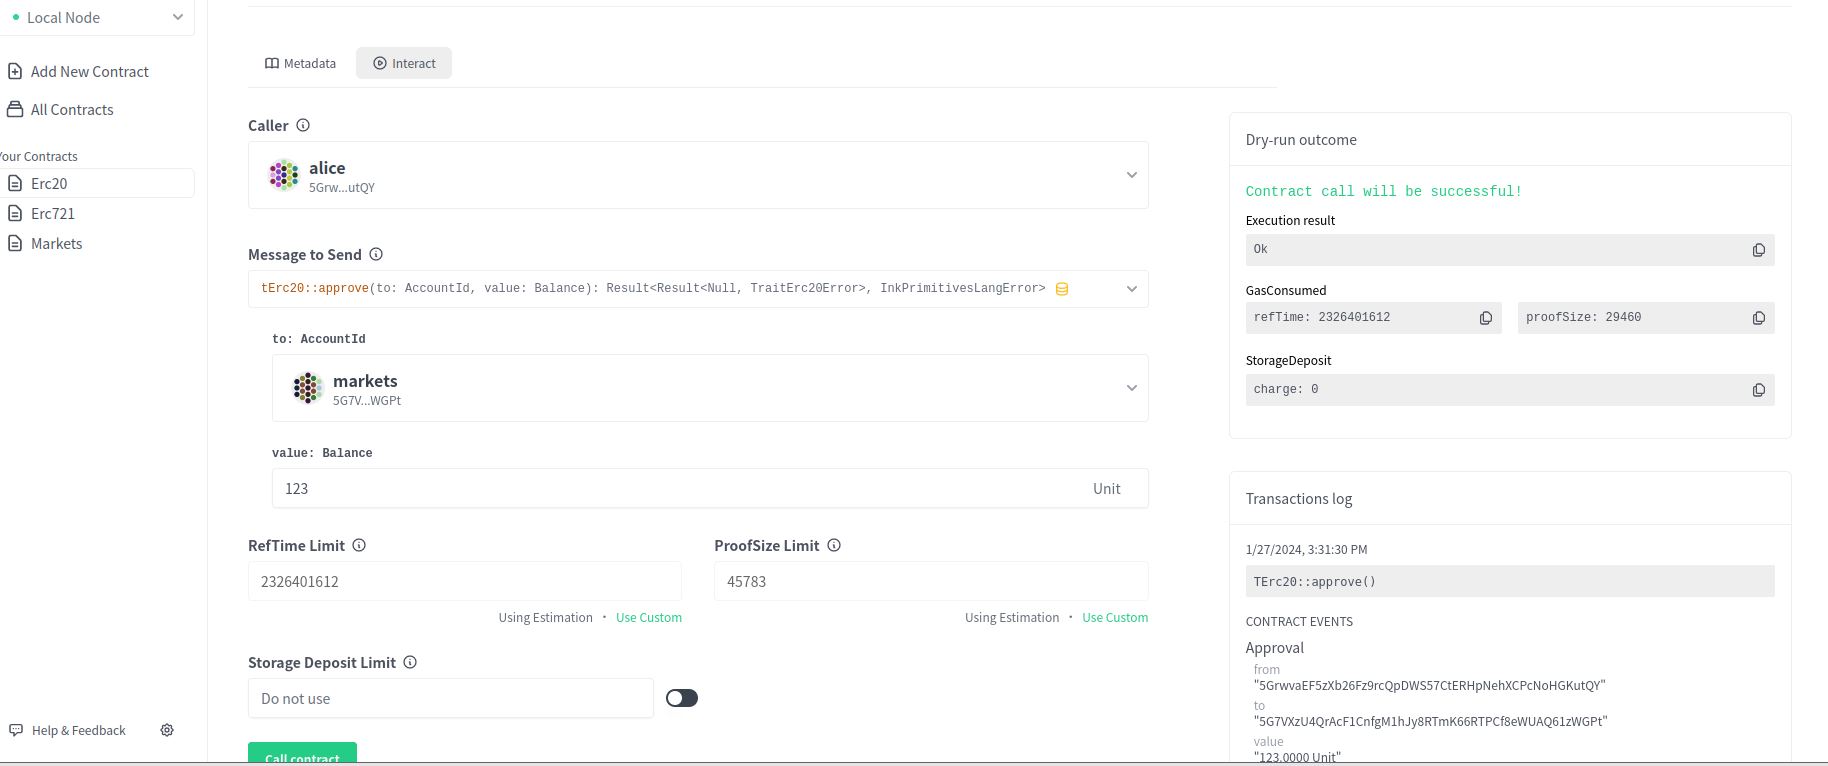 Local Node
Add New Contract
All Contracts
Your Contracts
Erc20
Erc721
Markets
Help & Feedback
Metadata
Interact
Caller
alice
5Grw...utQY
Message to Send
tErc20::approve(to: AccountId, value: Balance): Result<Result<Null, TraitErc20Error>, InkPrimitivesLangError>
to: AccountId
markets
5G7V...WGPt
value: Balance
123 Unit
RefTime Limit
2326401612
Using Estimation · Use Custom
ProofSize Limit
45783
Using Estimation · Use Custom
Storage Deposit Limit
Do not use
Call contract
Dry-run outcome
Contract call will be successful!
Execution result
Ok
GasConsumed
refTime: 2326401612
proofSize: 29460
StorageDeposit
charge: 0
Transactions log
1/27/2024, 3:31:30 PM
TErc20::approve()
CONTRACT EVENTS
Approval
from
"5GrwvaEF5zXb26Fz9rcQpDWS57CtERHpNehXCPcNoHGKutQY"
to
"5G7VXzU4QrAcF1CnfgM1hJy8RTmK66RTPCf8eWUAQ61zWGPt"
value
"123.0000 Unit"